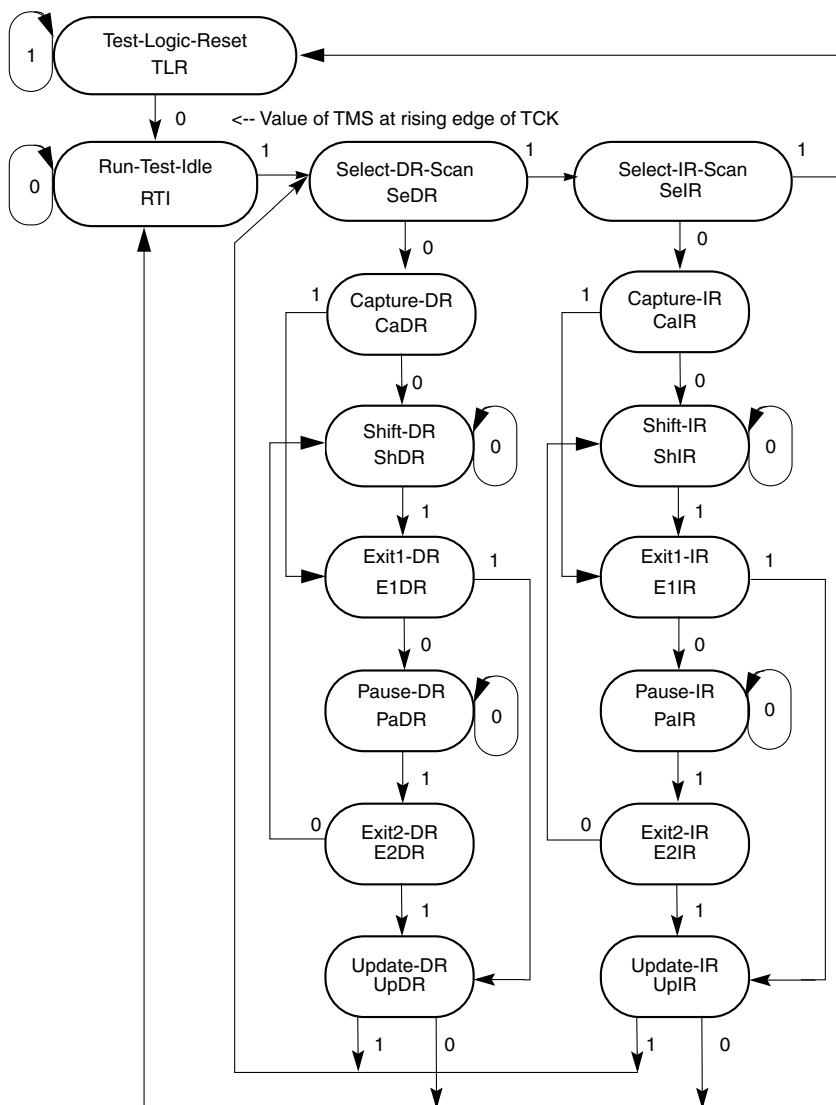 Test-Logic-Reset
TLR
1
0
<-- Value of TMS at rising edge of TCK
Run-Test-Idle
RTI
0
1
Select-DR-Scan
SeDR
1
Select-IR-Scan
SeIR
1
0
0
1
Capture-DR
CaDR
1
Capture-IR
CaIR
0
0
Shift-DR
ShDR
0
Shift-IR
ShIR
0
1
1
Exit1-DR
E1DR
1
Exit1-IR
E1IR
1
0
0
Pause-DR
PaDR
0
Pause-IR
PaIR
0
1
1
0
Exit2-DR
E2DR
0
Exit2-IR
E2IR
1
1
Update-DR
UpDR
Update-IR
UpIR
1
0
1
0